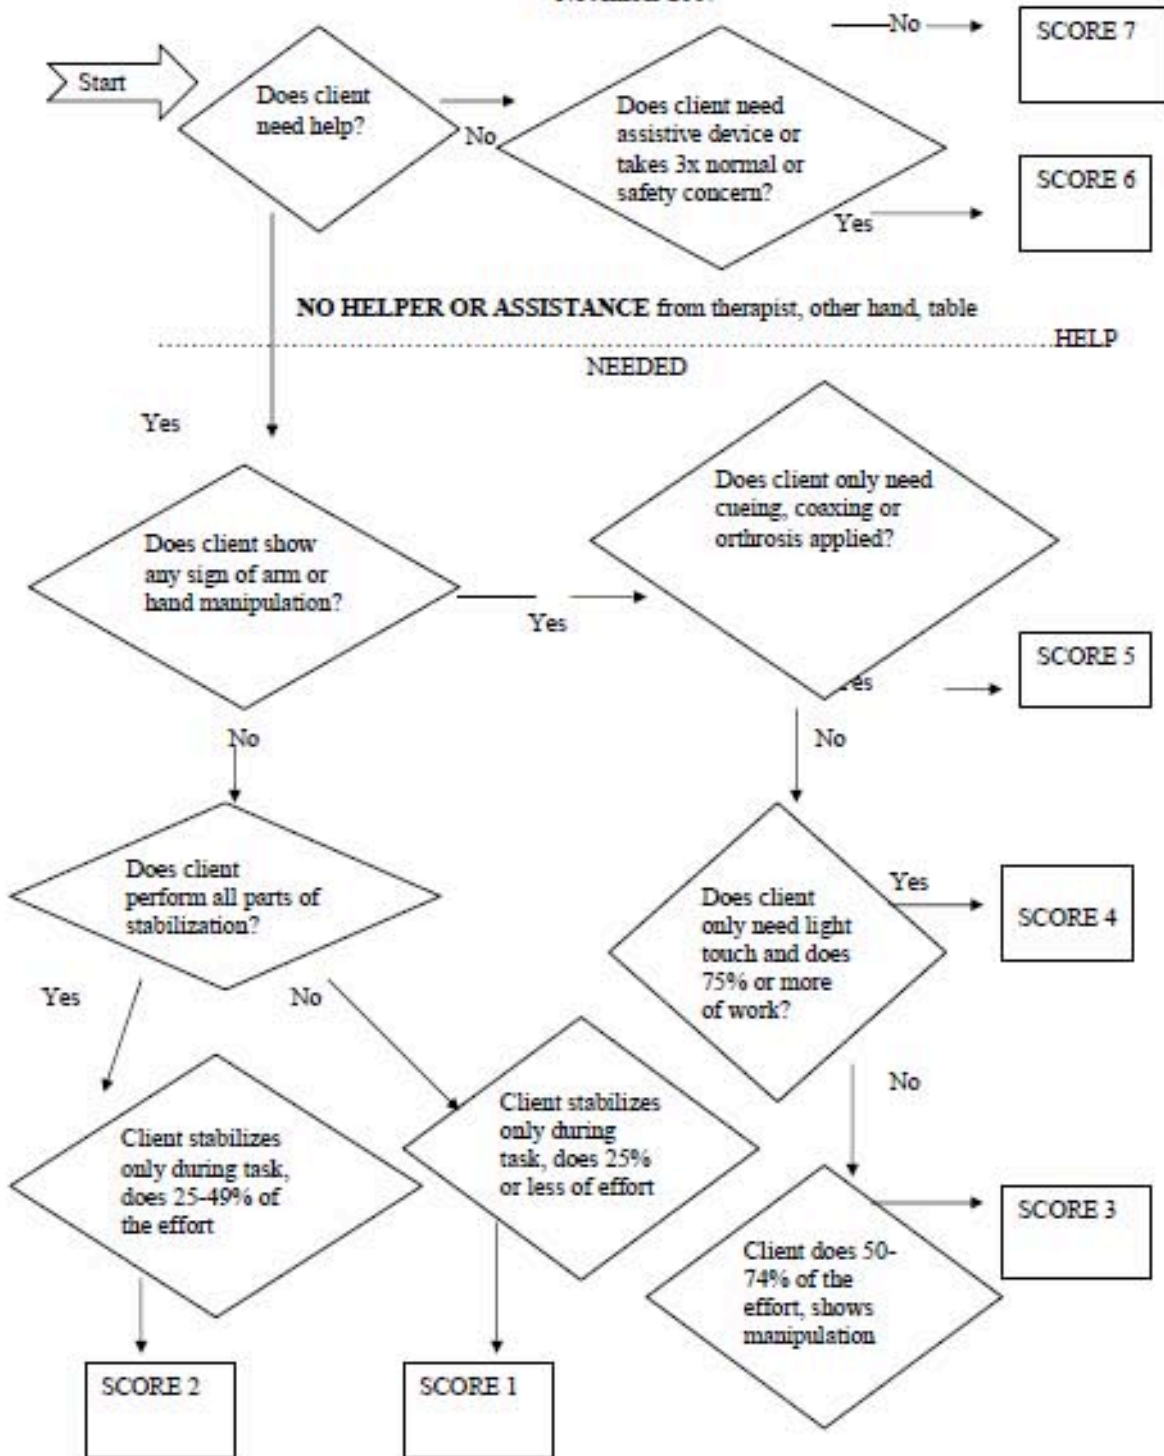 No
SCORE 7
Start
Does client
need help?
No
Does client need
assistive device or
takes 3x normal or
safety concern?
SCORE 6
Yes
NO HELPER OR ASSISTANCE from therapist, other hand, table
HELP
NEEDED
Yes
Does client show
any sign of arm or
hand manipulation?
Yes
Does client only need
cueing, coaxing or
orthrosis applied?
SCORE 5
No
No
Does client
perform all parts of
stabilization?
Does client
only need light
touch and does
75% or more
of work?
Yes
SCORE 4
Yes
No
No
Client stabilizes
only during task,
does 25-49% of
the effort
Client stabilizes
only during
task, does 25%
or less of effort
Client does 50-
74% of the
effort, shows
manipulation
SCORE 3
SCORE 2
SCORE 1